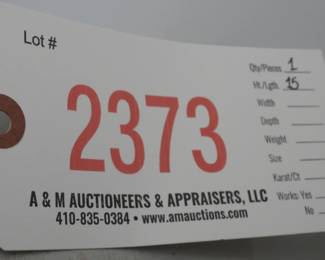 Lot #
2373
Qty/Pieces 1
Ht./Lgth. 15
Width
Depth
Weight
Size
Karat/Ct
Works: Yes
No
A & M AUCTIONEERS & APPRAISERS, LLC
410-835-0384 • www.amauctions.com